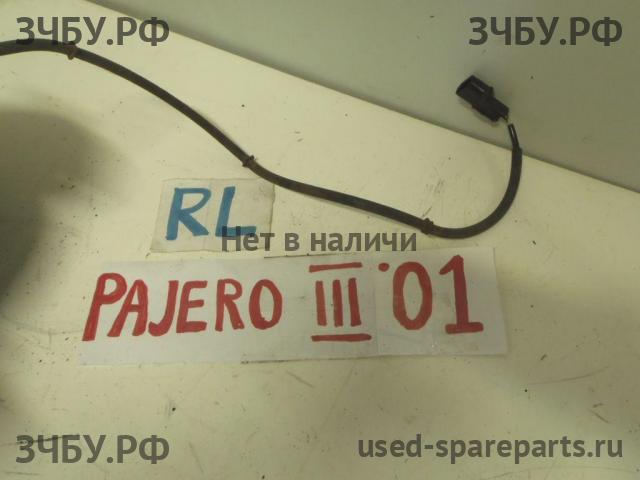 ЗЧБУ.РФ
ЗЧБУ.РФ
RL
Нет в наличи
PAJERO III '01
ЗЧБУ.РФ
used-spareparts.ru